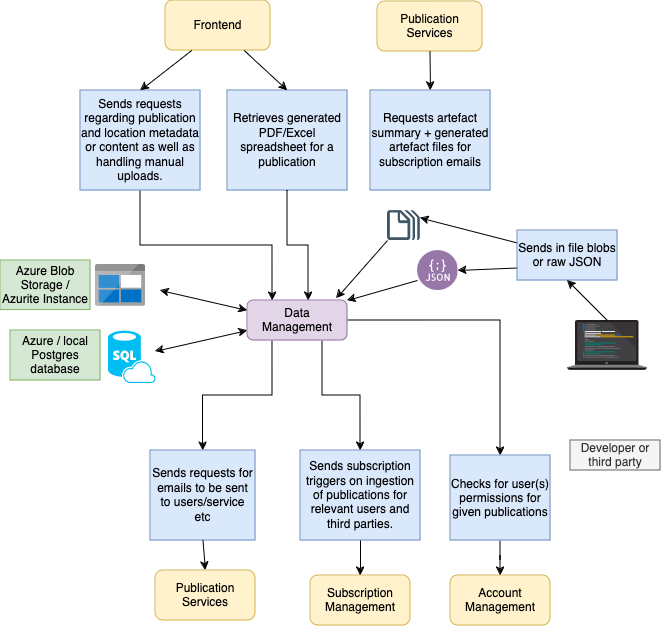 Frontend
Publication
Services
Sends requests
regarding publication
and location metadata
or content as well as
handling manual
uploads.
Retrieves generated
PDF/Excel
spreadsheet for a
publication
Requests artefact
summary + generated
artefact files for
subscription emails
Sends in file blobs
or raw JSON
{;}
JSON
Azure Blob
Storage /
Azurite Instance
Data
Management
Azure / local
Postgres
database
SQL
Developer or
third party
Sends requests for
emails to be sent
to users/service
etc
Sends subscription
triggers on ingestion
of publications for
relevant users and
third parties.
Checks for user(s)
permissions for
given publications
Publication
Services
Subscription
Management
Account
Management